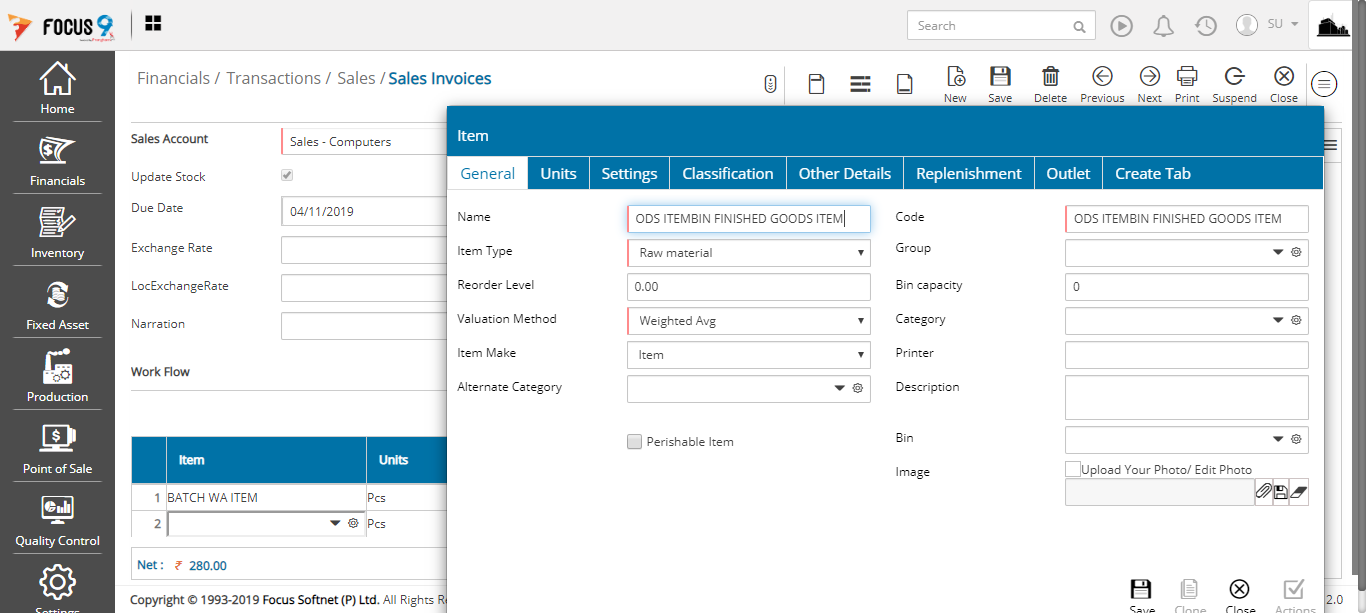 FOCUS 9
Search
SU
Home
Financials
Inventory
Fixed Asset
Production
Point of Sale
Quality Control
Settings
Financials / Transactions / Sales / Sales Invoices
New Save Delete Previous Next Print Suspend Close
Sales Account Sales - Computers
Update Stock
Due Date 04/11/2019
Exchange Rate
LocExchangeRate
Narration
Work Flow
Item Units
1 BATCH WA ITEM Pcs
2 Pcs
Net : ₹ 280.00
Copyright © 1993-2019 Focus Softnet (P) Ltd. All Rights
2.0
Item
General Units Settings Classification Other Details Replenishment Outlet Create Tab
Name ODS ITEMBIN FINISHED GOODS ITEM
Item Type Raw material
Reorder Level 0.00
Valuation Method Weighted Avg
Item Make Item
Alternate Category
Perishable Item
Code ODS ITEMBIN FINISHED GOODS ITEM
Group
Bin capacity 0
Category
Printer
Description
Bin
Image Upload Your Photo/ Edit Photo
Save Clone Close Actions